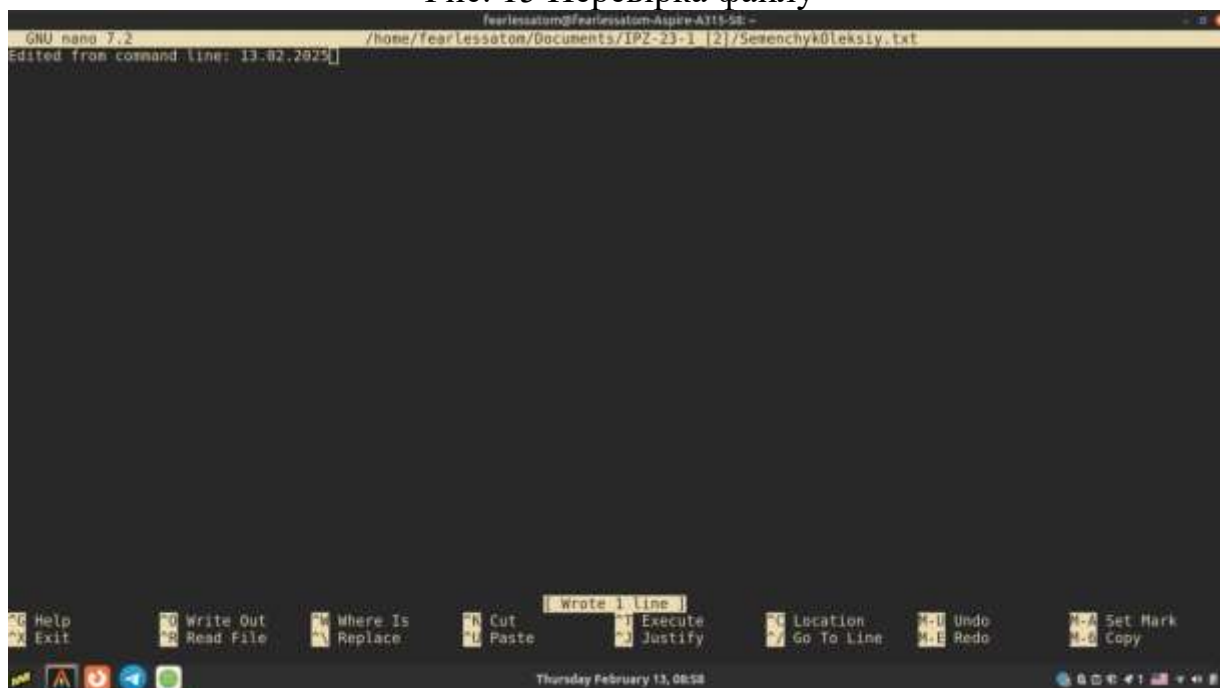 Рис. 15 Перевірка файлу
fearlessatom@fearlessatom-Aspire-A315-58: ~
GNU nano 7.2 /home/fearlessatom/Documents/IPZ-23-1 [2]/SemenchykOleksiy.txt
Edited from command line: 13.02.2025
[ Wrote 1 line ]
^G Help ^O Write Out ^W Where Is ^K Cut ^T Execute ^C Location M-U Undo M-A Set Mark
^X Exit ^R Read File ^\ Replace ^U Paste ^J Justify ^/ Go To Line M-E Redo M-6 Copy
Thursday February 13, 08:58